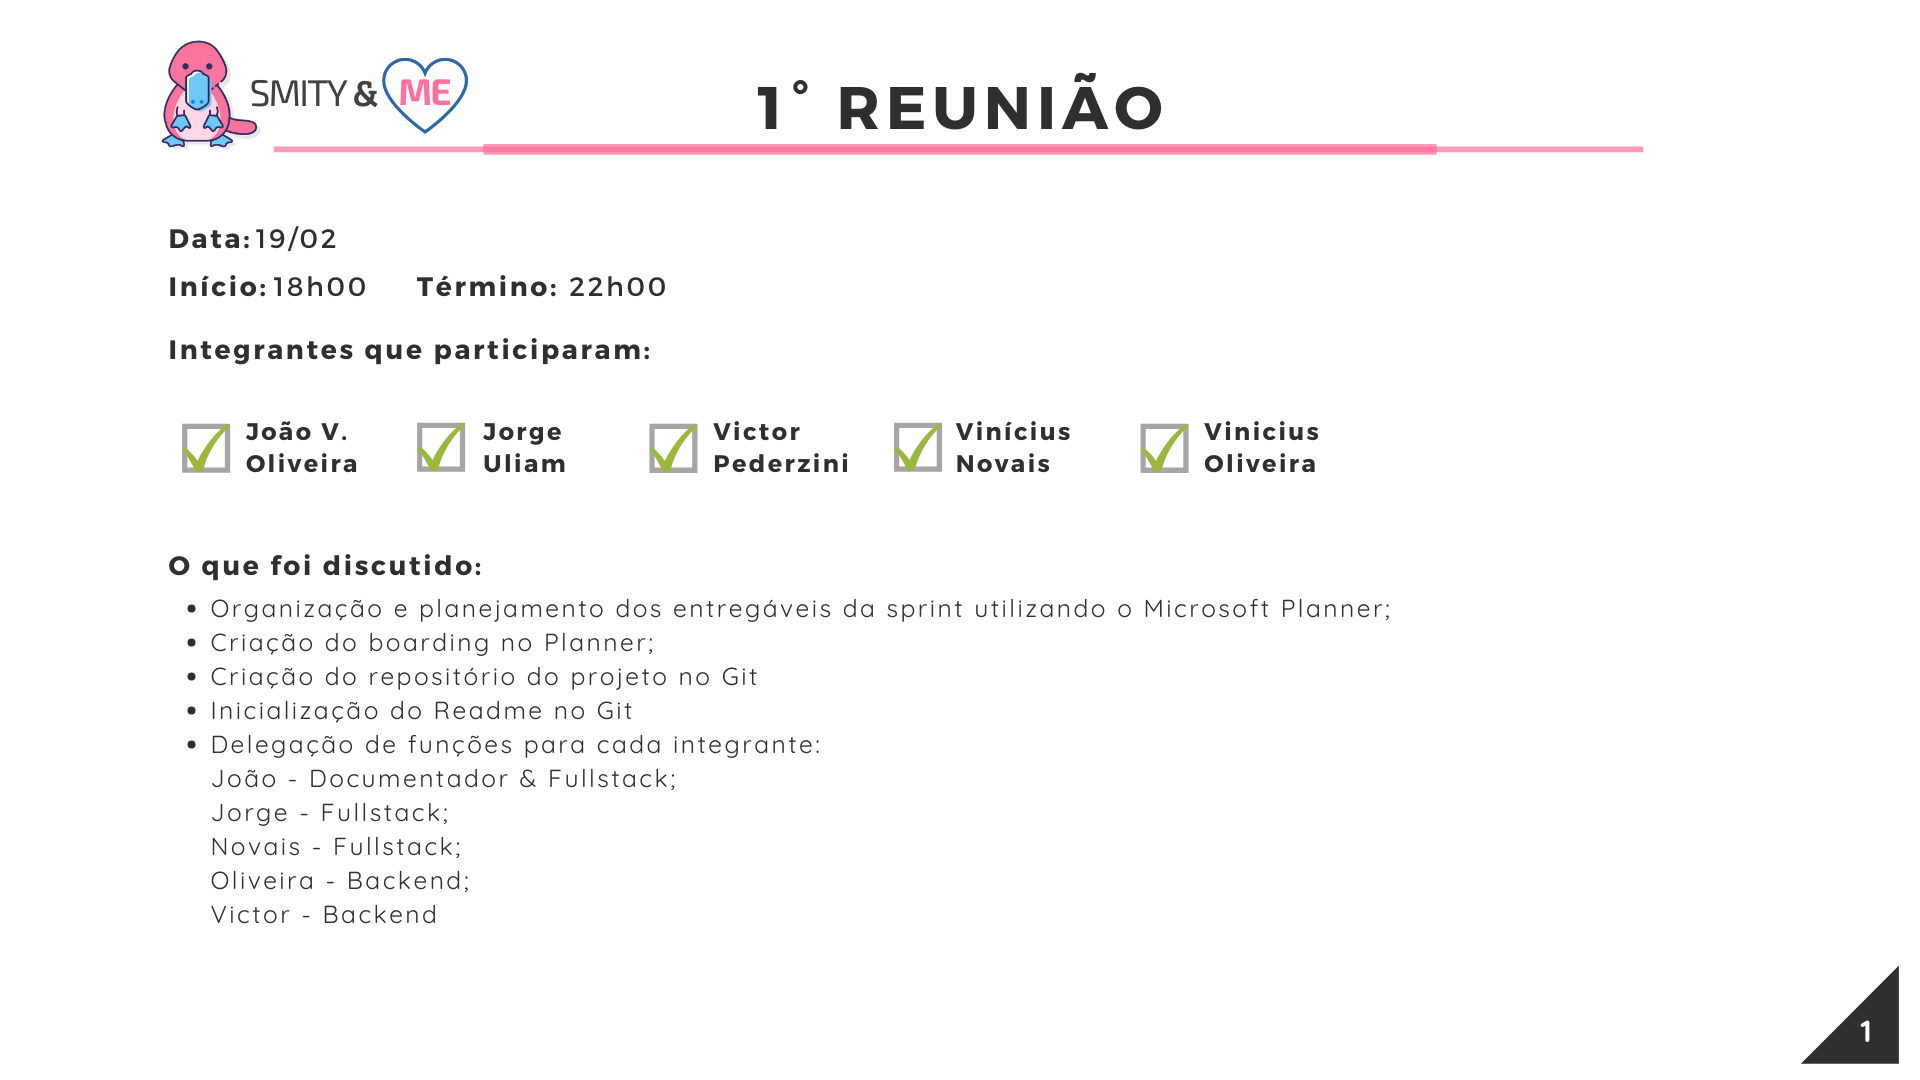 SMITY & ME
1° REUNIÃO
Data: 19/02
Início: 18h00 Término: 22h00
Integrantes que participaram:
João V.
Oliveira
Jorge
Uliam
Victor
Pederzini
Vinícius
Novais
Vinicius
Oliveira
O que foi discutido:
• Organização e planejamento dos entregáveis da sprint utilizando o Microsoft Planner;
• Criação do boarding no Planner;
• Criação do repositório do projeto no Git
• Inicialização do Readme no Git
• Delegação de funções para cada integrante:
João - Documentador & Fullstack;
Jorge - Fullstack;
Novais - Fullstack;
Oliveira - Backend;
Victor - Backend
1